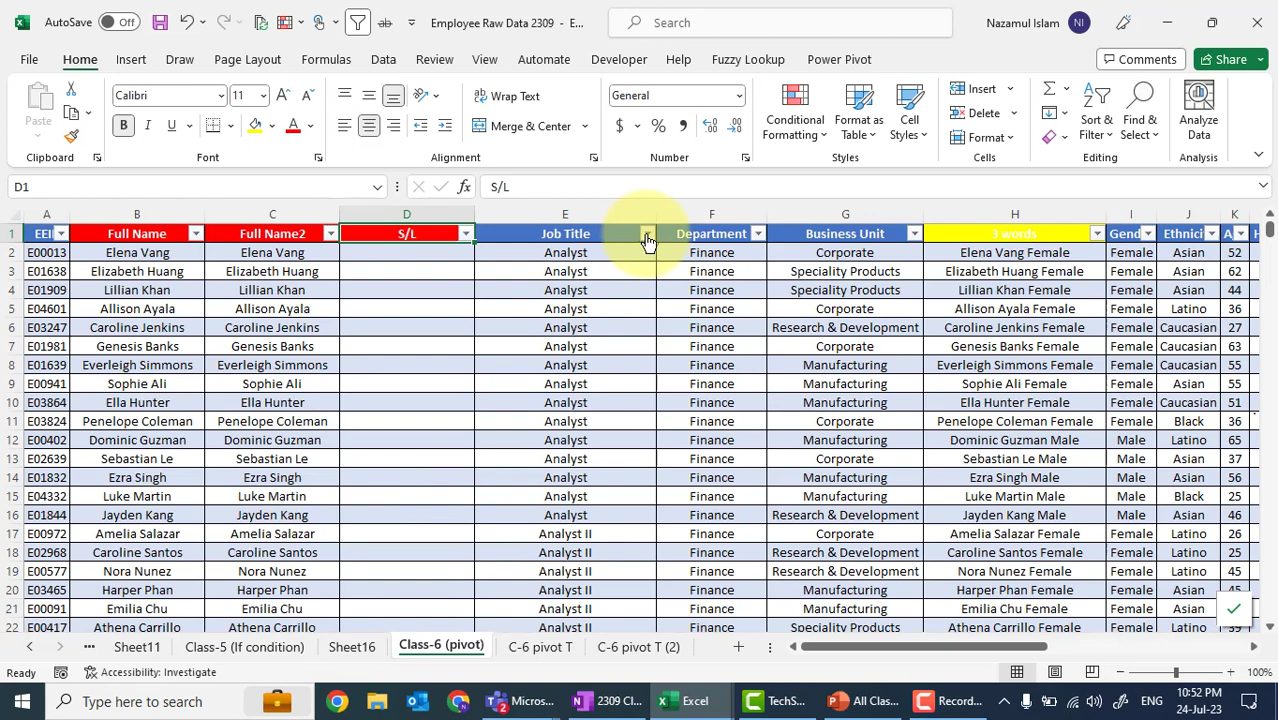 AutoSave Off Employee Raw Data 2309 - E... Search Nazamul Islam NI
File Home Insert Draw Page Layout Formulas Data Review View Automate Developer Help Fuzzy Lookup Power Pivot Comments Share
Paste Calibri 11 B I U Wrap Text Merge & Center General $ % Conditional Formatting Format as Table Cell Styles Insert Delete Format Sort & Filter Find & Select Analyze Data
Clipboard Font Alignment Number Styles Cells Editing Analysis
D1 fx S/L
A B C D E F G H I J K
1 Full Name Full Name2 S/L Job Title Department Business Unit 3 words Gend Ethnici
2 E00013 Elena Vang Elena Vang Analyst Finance Corporate Elena Vang Female Female Asian 52
3 E01638 Elizabeth Huang Elizabeth Huang Analyst Finance Speciality Products Elizabeth Huang Female Female Asian 62
4 E01909 Lillian Khan Lillian Khan Analyst Finance Speciality Products Lillian Khan Female Female Asian 44
5 E04601 Allison Ayala Allison Ayala Analyst Finance Corporate Allison Ayala Female Female Latino 36
6 E03247 Caroline Jenkins Caroline Jenkins Analyst Finance Research & Development Caroline Jenkins Female Female Caucasian 27
7 E01981 Genesis Banks Genesis Banks Analyst Finance Corporate Genesis Banks Female Female Caucasian 63
8 E01639 Everleigh Simmons Everleigh Simmons Analyst Finance Manufacturing Everleigh Simmons Female Female Caucasian 55
9 E00941 Sophie Ali Sophie Ali Analyst Finance Manufacturing Sophie Ali Female Female Asian 55
10 E03864 Ella Hunter Ella Hunter Analyst Finance Manufacturing Ella Hunter Female Female Caucasian 51
11 E03824 Penelope Coleman Penelope Coleman Analyst Finance Corporate Penelope Coleman Female Female Black 36
12 E00402 Dominic Guzman Dominic Guzman Analyst Finance Manufacturing Dominic Guzman Male Male Latino 65
13 E02639 Sebastian Le Sebastian Le Analyst Finance Corporate Sebastian Le Male Male Asian 37
14 E01878 Ezra Singh Ezra Singh Analyst Finance Manufacturing Ezra Singh Male Male Asian 56
15 E04332 Luke Martin Luke Martin Analyst Finance Manufacturing Luke Martin Male Male Black 25
16 E01844 Jayden Kang Jayden Kang Analyst Finance Research & Development Jayden Kang Male Male Asian 46
17 E00972 Amelia Salazar Amelia Salazar Analyst II Finance Corporate Amelia Salazar Female Female Latino 26
18 E02968 Caroline Santos Caroline Santos Analyst II Finance Research & Development Caroline Santos Female Female Latino 25
19 E00577 Nora Nunez Nora Nunez Analyst II Finance Research & Development Nora Nunez Female Female Latino 45
20 E03465 Harper Phan Harper Phan Analyst II Finance Manufacturing Harper Phan Female Female Asian 45
21 E00091 Emilia Chu Emilia Chu Analyst II Finance Manufacturing Emilia Chu Female Female Asian
22 E00417 Athena Carrillo Athena Carrillo Analyst II Finance Speciality Products Athena Carrillo Female Female Latino 39
Sheet11 Class-5 (If condition) Sheet16 Class-6 (pivot) C-6 pivot T C-6 pivot T (2)
Ready Accessibility: Investigate 100%
Type here to search Micros... 2309 Cl... Excel TechS... All Clas... Record... ENG 10:52 PM
24-Jul-23